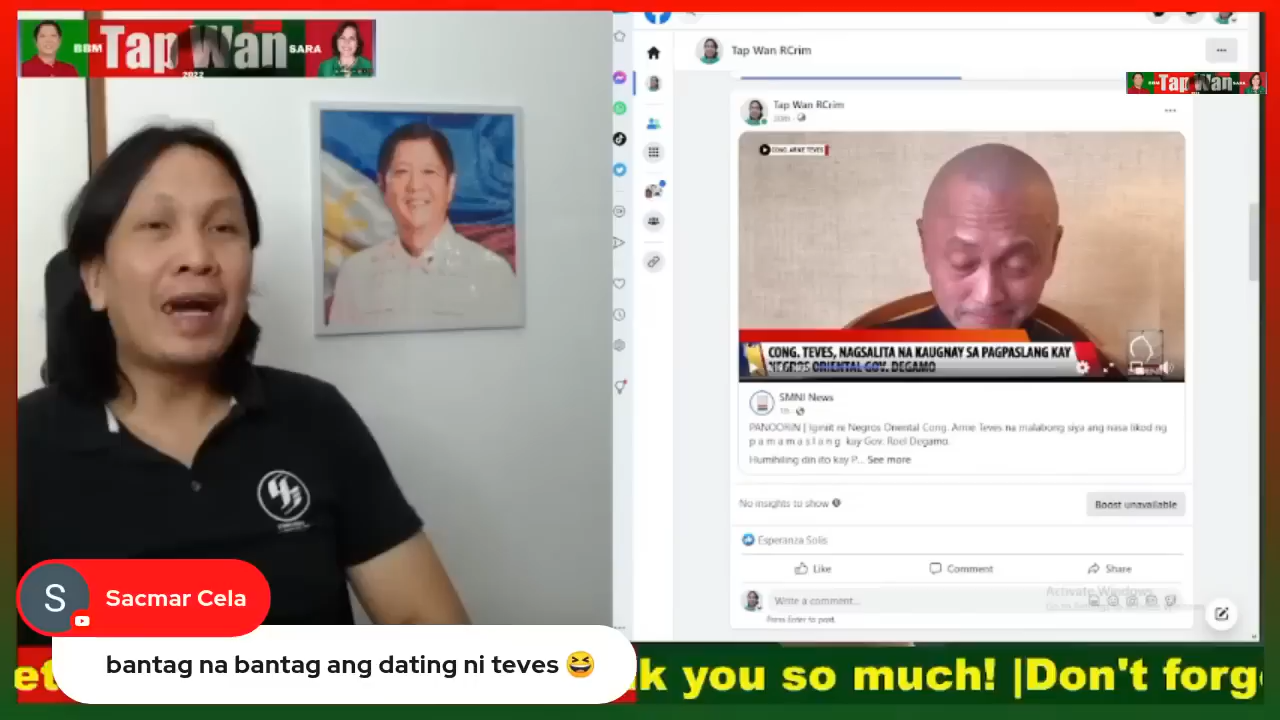 BBM Tap Wan SARA
2022
Tap Wan RCrim
BBM Tap Wan SARA
Tap Wan RCrim
CONG. ARNIE TEVES
CONG. TEVES, NAGSALITA NA KAUGNAY SA PAGPASLANG KAY
NEGROS ORIENTAL GOV. DEGAMO
SMNI News
PANOORIN | Iginiit ni Negros Oriental Cong. Arnie Teves na malabong siya ang nasa likod ng
p a m a m a s l a n g kay Gov. Roel Degamo.
Humihiling din ito kay P... See more
No insights to show
Boost unavailable
Esperanza Solis
Like
Comment
Share
Write a comment...
Press Enter to post.
Activate Windows
S
Sacmar Cela
bantag na bantag ang dating ni teves 😆
k you so much! |Don't forg